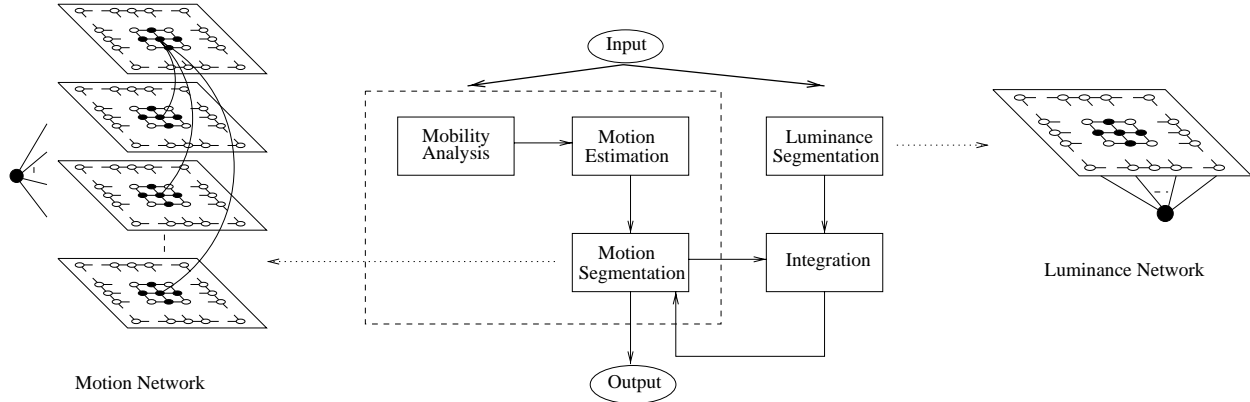 Input
Mobility
Analysis
Motion
Estimation
Luminance
Segmentation
Motion
Segmentation
Integration
Luminance Network
Motion Network
Output